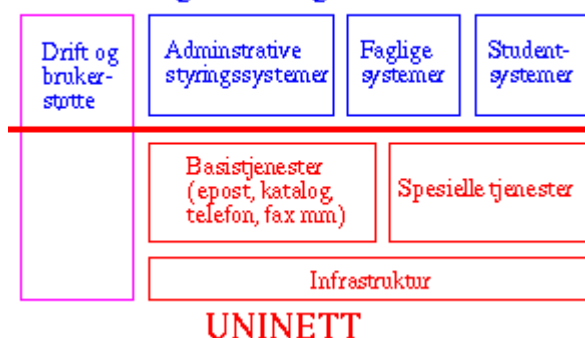 Drift og
bruker-
støtte
Adminstrative
styringssystemer
Faglige
systemer
Student-
systemer
Basistjenester
(epost, katalog,
telefon, fax mm)
Spesielle tjenester
Infrastruktur
UNINETT